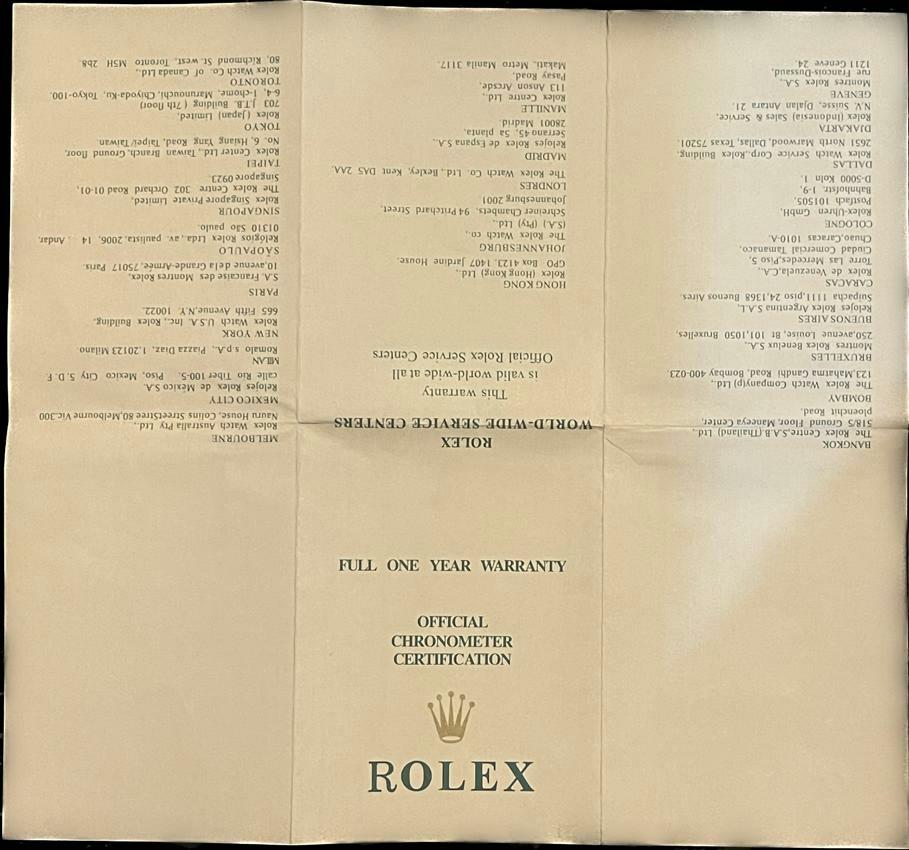 FULL ONE YEAR WARRANTY
OFFICIAL
CHRONOMETER
CERTIFICATION
ROLEX
BANGKOK
The Rolex Centre,S.A.B.(Thailand) Ltd.,
518/5 Ground Floor, Maneeya Center,
ploenchit Road.
BOMBAY
The Rolex Watch Company(p) Ltd.,
123,Mahatma Gandhi Road, Bombay 400-023.
BRUXELLES
Montres Rolex Benelux S.A.,
250,avenue Louise, Bt 101,1050 Bruxelles.
BUENOS AIRES
Relojes Rolex Argentina S.A.I.,
Suipacha 1111,piso 24,1368 Buenos Aires.
CARACAS
Rolex de Venezuela,C.A.,
Torre Las Mercedes,Piso 5,
Ciudad Comercial Tamanaco,
Chuao,Caracas 1010-A.
COLOGNE
Rolex-Uhren GmbH,
Postfach 101505,
Bahnhofstr. 1-9,
D-5000 Koln 1.
DALLAS
Rolex Watch Service Corp.,Rolex Building,
2651 North Marwood, Dallas, Texas 75201.
DJAKARTA
Rolex (Indonesia) Sales & Service,
N.V. Suisse, Djalan Antara 21.
GENEVE
Montres Rolex S.A.,
rue Francois-Dussaud,
1211 Geneve 24.
ROLEX
WORLD-WIDE SERVICE CENTERS
This warranty
is valid world-wide at all
Official Rolex Service Centers
HONG KONG
Rolex (Hong Kong) Ltd.,
GPO Box 4123, 1407 Jardine House.
JOHANNESBURG
The Rolex Watch co.,
(S.A.) (Pty) Ltd.,
Schreiner Chambers, 94 Pritchard Street,
Johannesburg 2001
LONDRES
The Rolex Watch Co. Ltd., Bexley, Kent DA5 2AA.
MADRID
Relojes Rolex de Espana S.A.,
Serrano 45, 5a planta,
28001 Madrid.
MANILLE
Rolex Centre Ltd.,
113 Anson Arcsde,
Pasay Road,
Makati, Metro Manila 3117.
MELBOURNE
Rolex Watch Australia Pty Ltd.,
Nauru House, Colins StreetStree 80,Melbourne Vic.300
MEXICO CITY
Relojes Rolex de México S.A.
calle Rio Tiber 100-5. Piso, Mexico City 5. D. F.
MILAN
Romalo s.p.A., Piazza Diaz, 1.20123 Milano.
NEW YORK
Rolex Watch U.S.A. Inc., Rolex Building,
665 Fifth Avenue,N.Y. 10022.
PARIS
S.A. Francaise des Montres Rolex,
10,avenue de la Grande-Armée,75017 Paris.
SÃO PAULO
Relógios Rolex Ltda.,av. paulista,2006, 14 . Andar,
01310 São paulo.
SINGAPOUR
Rolex Singapore Private Limited,
The Rolex Centre 302 Orchard Road 01-01,
Singapore 0923.
TAIPEI
Rolex Center Ltd., Taiwan Branch, Ground floor,
No. 6, Hsiang Yang Road, Taipei/Taiwan
TOKYO
Rolex (Japan) Limited,
703 J.T.B. Building (7th floor)
6-4, 1-chome, Marunouchi, Chiyoda-Ku, Tokyo-100.
TORONTO
Rolex Watch Co. of Canada Ltd.,
80, Richmond St. west, Toronto M5H 2b8.